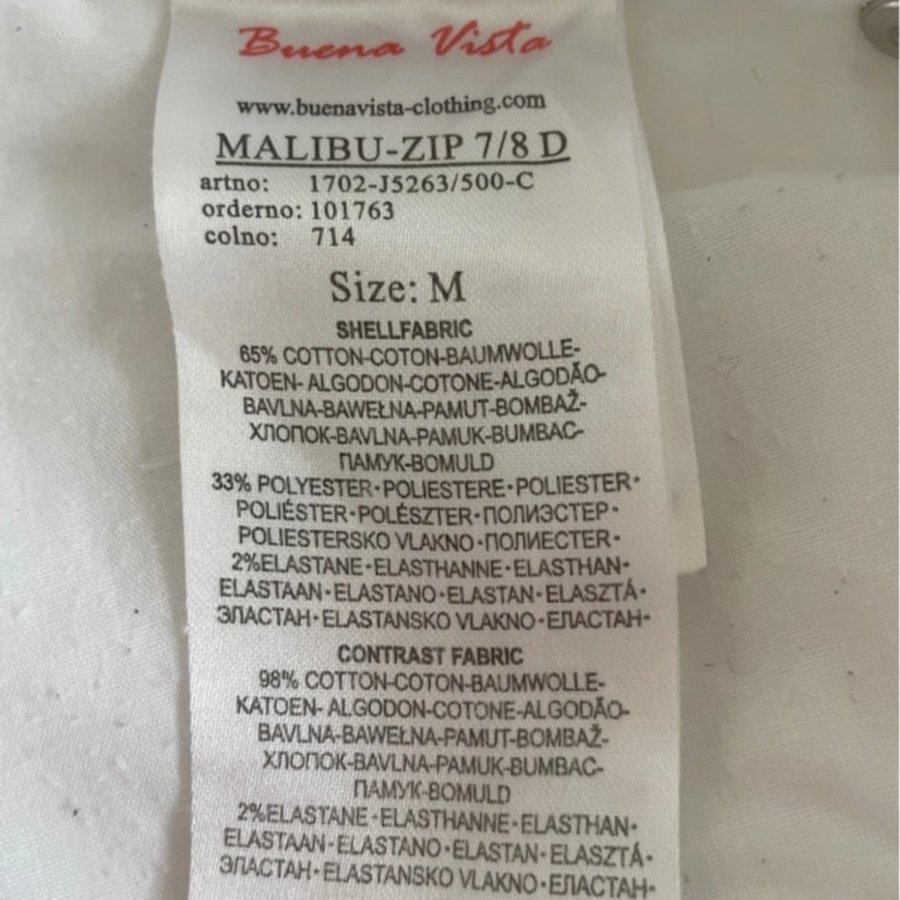 Buena Vista
www.buenavista-clothing.com
MALIBU-ZIP 7/8 D
artno: 1702-J5263/500-C
orderno: 101763
colno: 714
Size: M
SHELLFABRIC
65% COTTON-COTON-BAUMWOLLE-
KATOEN- ALGODON-COTONE-ALGODÃO-
BAVLNA-BAWEŁNA-PAMUT-BOMBAŽ-
ХЛОПОК-BAVLNA-PAMUK-BUMBAC-
ПАМУК-BOMULD
33% POLYESTER·POLIESTERE·POLIESTER·
POLIÉSTER·POLÉSZTER·ПОЛИЭСТЕР·
POLIESTERSKO VLAKNO·ПОЛИЕСТЕР·
2%ELASTANE·ELASTHANNE·ELASTHAN·
ELASTAAN·ELASTANO·ELASTAN·ELASZTÁ·
ЭЛАСТАН·ELASTANSKO VLAKNO·ЕЛАСТАН·
CONTRAST FABRIC
98% COTTON-COTON-BAUMWOLLE-
KATOEN- ALGODON-COTONE-ALGODÃO-
BAVLNA-BAWEŁNA-PAMUT-BOMBAŽ-
ХЛОПОК-BAVLNA-PAMUK-BUMBAC-
ПАМУК-BOMULD
2%ELASTANE·ELASTHANNE·ELASTHAN·
ELASTAAN·ELASTANO·ELASTAN·ELASZTÁ·
ЭЛАСТАН·ELASTANSKO VLAKNO·ЕЛАСТАН·